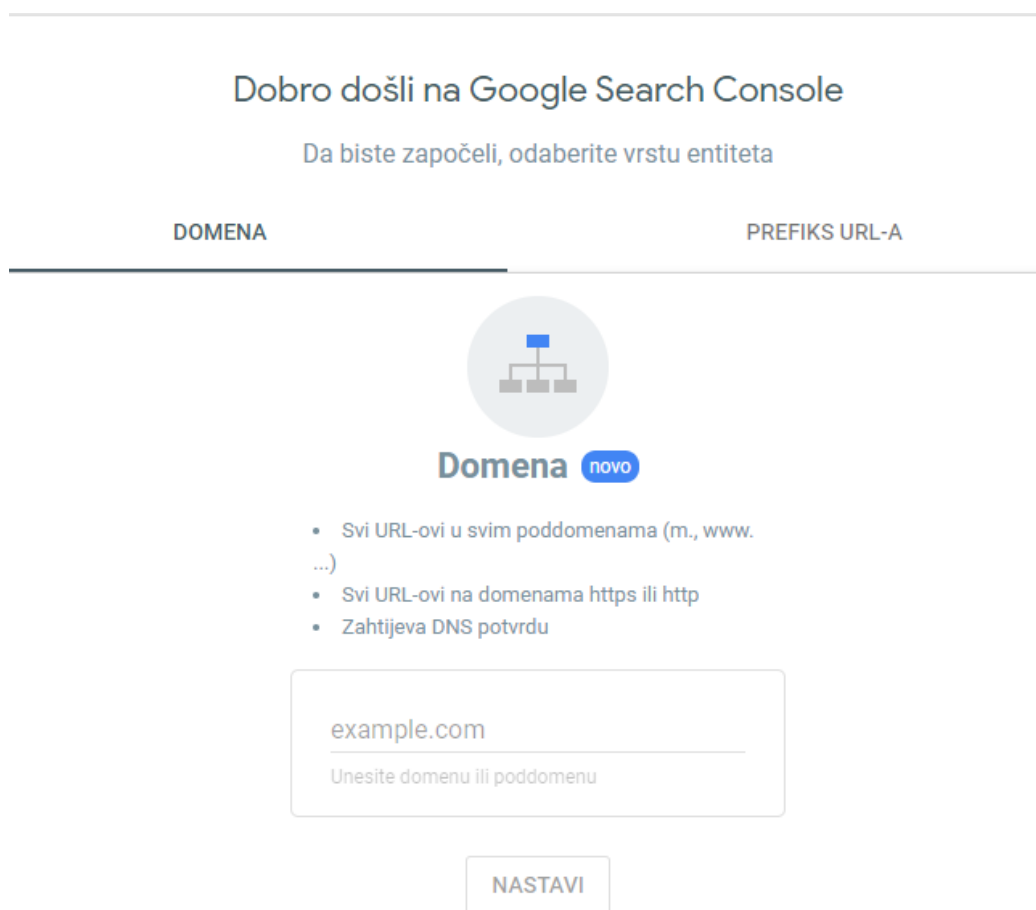 Dobro došli na Google Search Console
Da biste započeli, odaberite vrstu entiteta
DOMENA
PREFIKS URL-A
Domena novo
• Svi URL-ovi u svim poddomenama (m., www.
...)
• Svi URL-ovi na domenama https ili http
• Zahtijeva DNS potvrdu
example.com
Unesite domenu ili poddomenu
NASTAVI